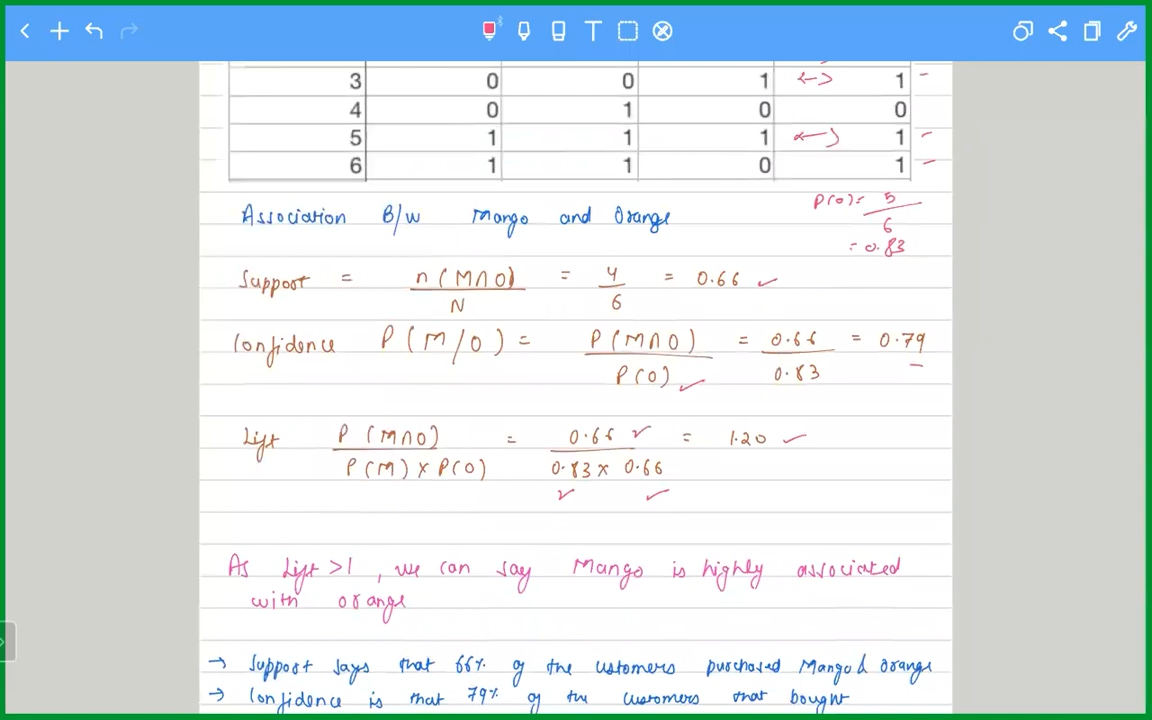 3 0 0 1 <-> 1 -
4 0 1 0 0
5 1 1 1 <-> 1 -
6 1 1 0 1 -
P(O) = 5/6
= 0.83
Association B/w Mango and Orange
Support = n(M∩O)/N = 4/6 = 0.66 ✓
Confidence P(M/O) = P(M∩O)/P(O) ✓ = 0.66/0.83 = 0.79
Lift P(M∩O)/P(M) × P(O) = 0.66 ✓/0.83 × 0.66 = 1.20 ✓
✓ ✓
As Lift >1, we can say Mango is highly associated
with orange
→ Support says that 66% of the customers purchased Mango & Orange
→ Confidence is that 79% of the customers that bought